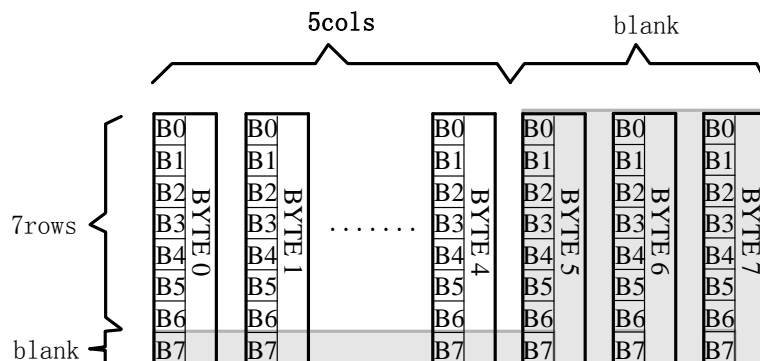 5cols blank
B0 B0 B0 B0 B0 B0
B1 B1 B1 B1 B1 B1
B2 B2 B2 B2 B2 B2
7rows B3 BYTE 0 B3 BYTE 1 ....... B3 BYTE 4 B3 BYTE 5 B3 BYTE 6 B3 BYTE 7
B4 B4 B4 B4 B4 B4
B5 B5 B5 B5 B5 B5
B6 B6 B6 B6 B6 B6
blank B7 B7 B7 B7 B7 B7